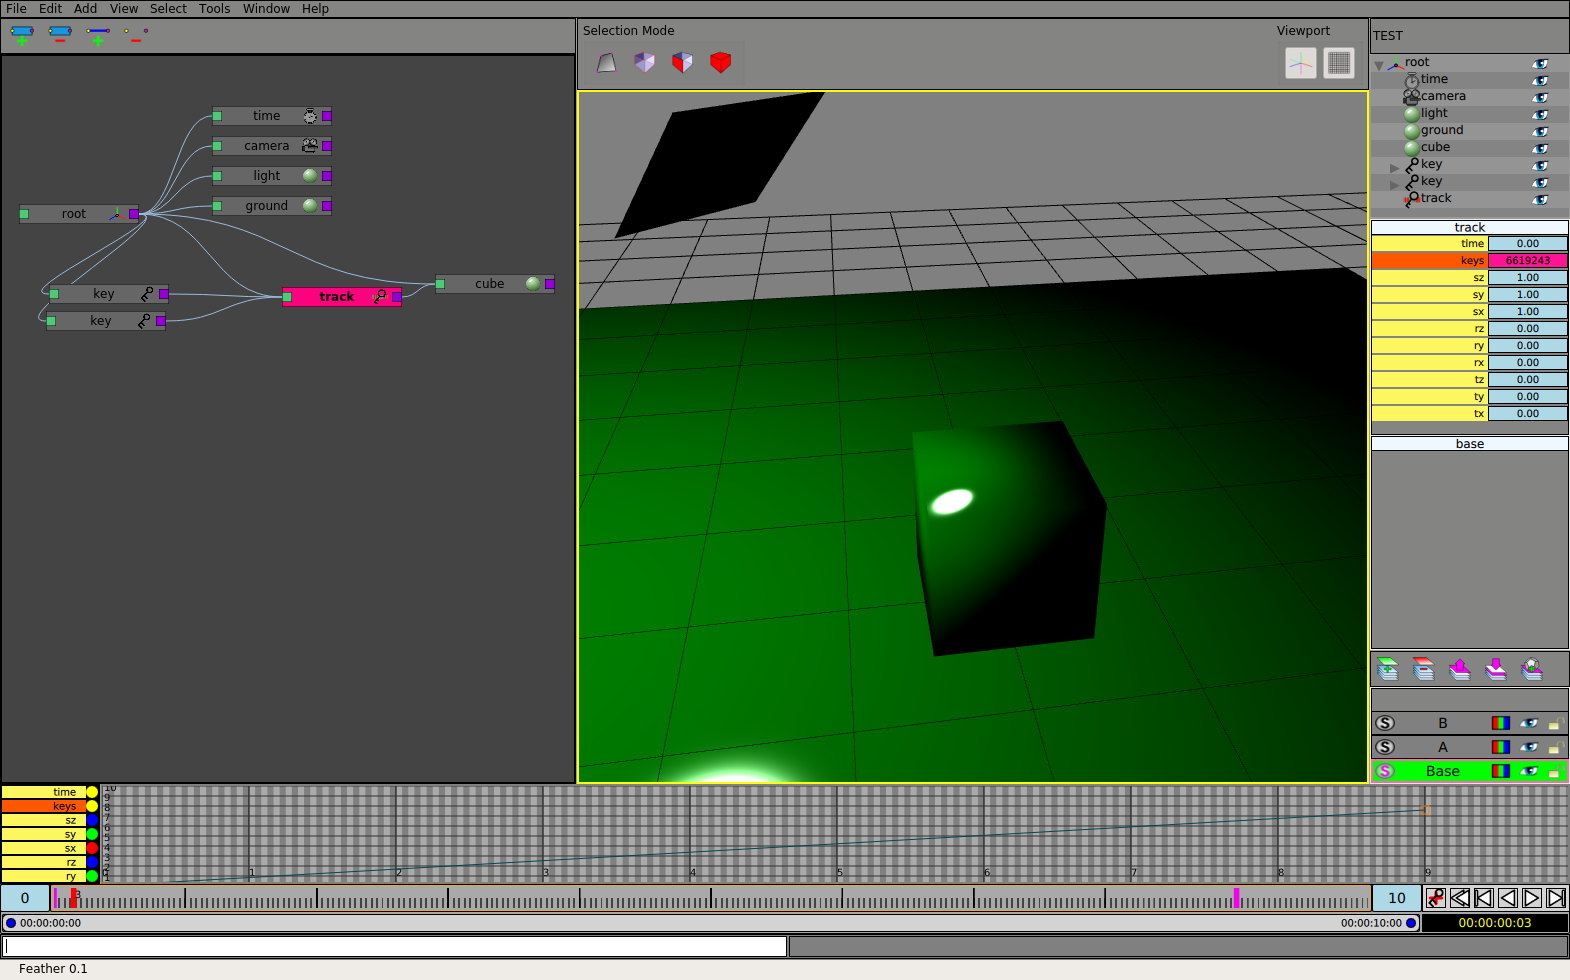 File Edit Add View Select Tools Window Help
Selection Mode
Viewport
TEST
root
time
camera
light
ground
cube
key
key
track
time
camera
light
ground
root
cube
key
track
key
track
time 0.00
keys 6619243
sz 1.00
sy 1.00
sx 1.00
rz 0.00
ry 0.00
rx 0.00
tz 0.00
ty 0.00
tx 0.00
base
S B
S A
S Base
time
keys
sz
sy
sx
rz
ry
10
9
8
7
6
5
4
3
2
1
1 2 3 4 5 6 7 8 9
0 3 10
00:00:00:00 00:00:10:00 00:00:00:03
Feather 0.1